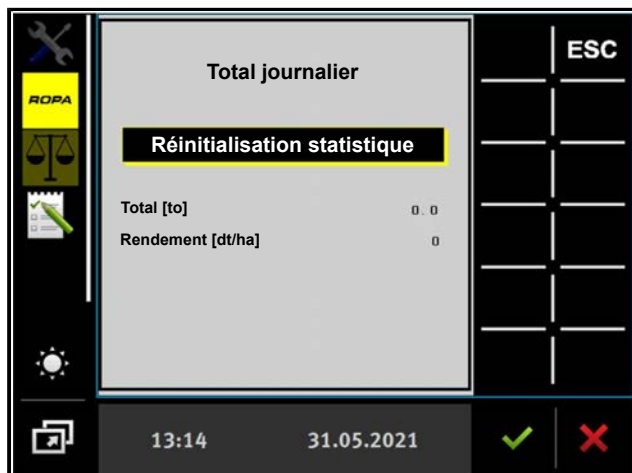 ESC
Total journalier
ROPA
Réinitialisation statistique
Total [to] 0.0
Rendement [dt/ha] 0
13:14 31.05.2021